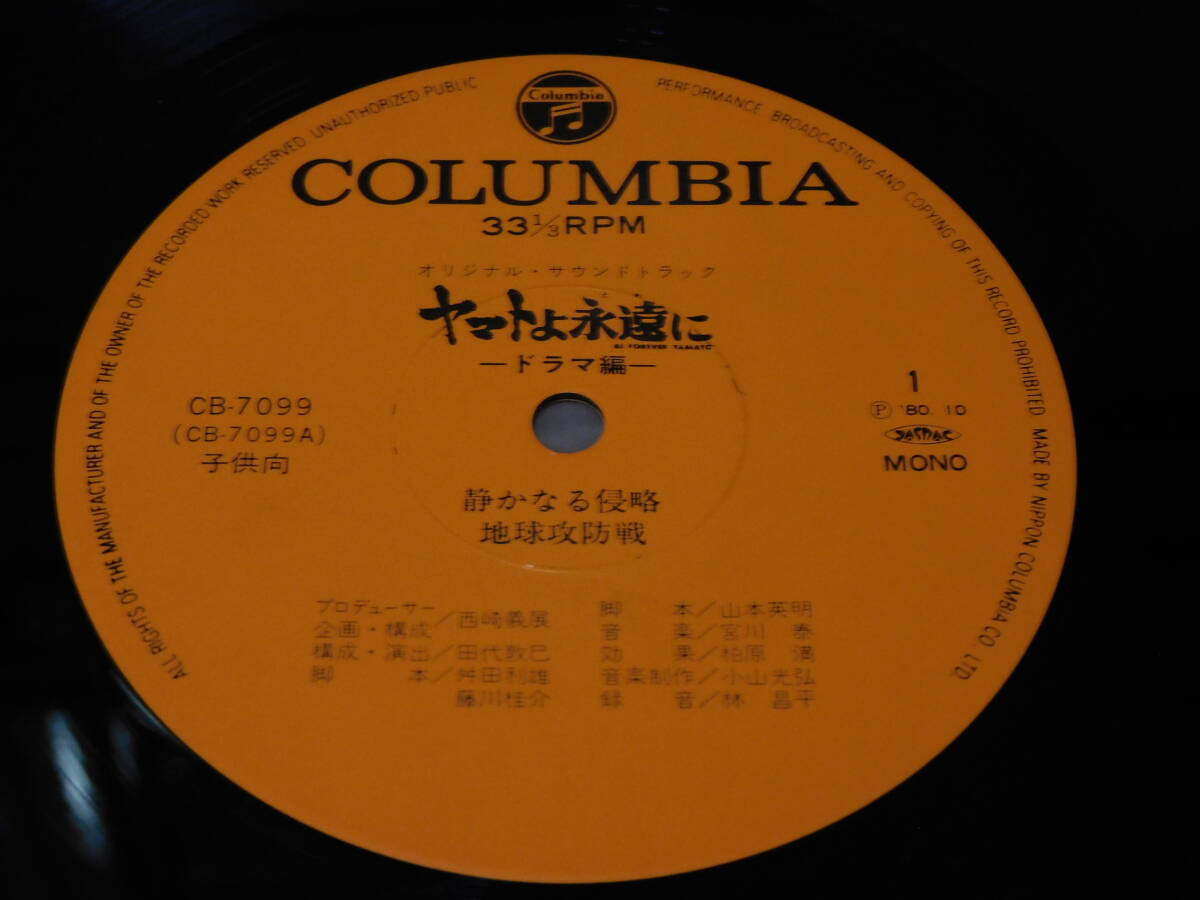 Columbia
ALL RIGHTS OF THE MANUFACTURER AND OF THE OWNER OF THE RECORDED WORK RESERVED UNAUTHORIZED PUBLIC PERFORMANCE BROADCASTING AND COPYING OF THIS RECORD PROHIBITED MADE BY NIPPON COLUMBIA CO. LTD.
COLUMBIA
33 1/3 RPM
オリジナル・サウンドトラック
ヤマトよ永遠に
BE FOREVER "YAMATO"
—ドラマ編—
CB-7099
(CB-7099A)
子供向
1
Ⓟ '80. 10
JASRAC
MONO
静かなる侵略
地球攻防戦
プロデューサー
企画・構成/西崎義展
構成・演出/田代敦巳
脚本/舛田利雄
藤川桂介
脚本/山本英明
音楽/宮川 泰
効果/柏原 満
音楽制作/小山光弘
録音/林 昌平